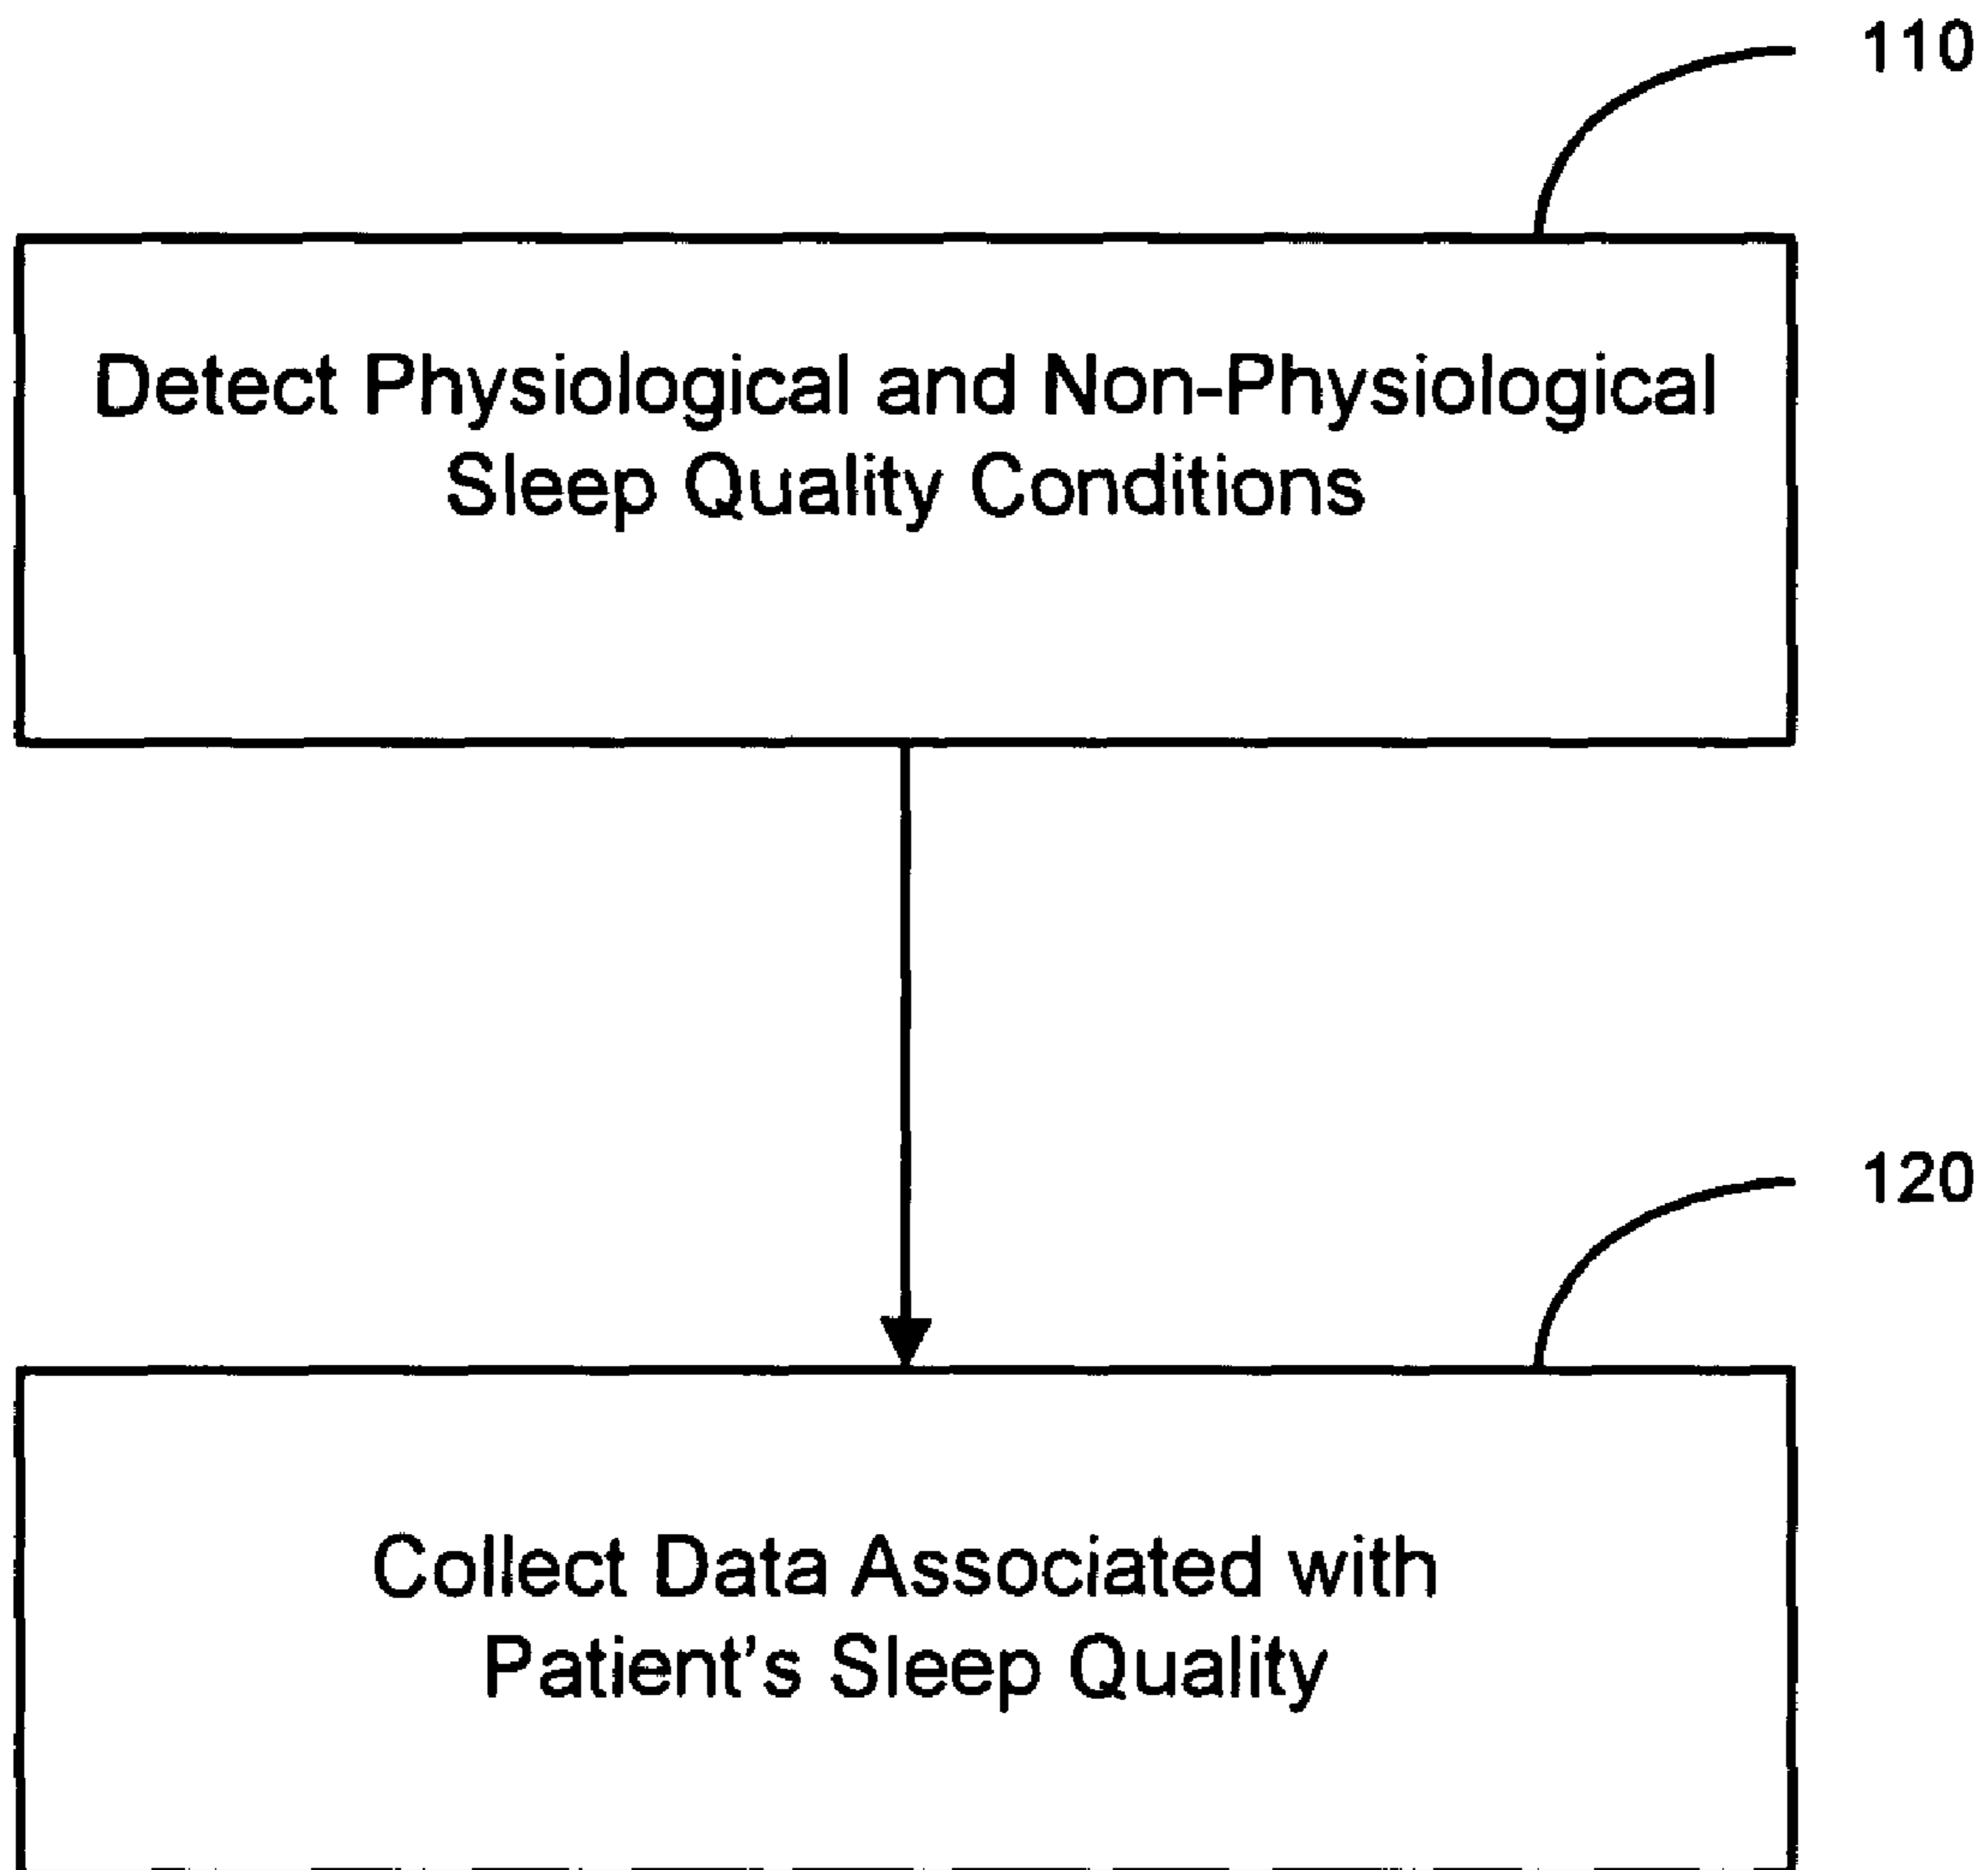 110
Detect Physiological and Non-Physiological
Sleep Quality Conditions
120
Collect Data Associated with
Patient's Sleep Quality